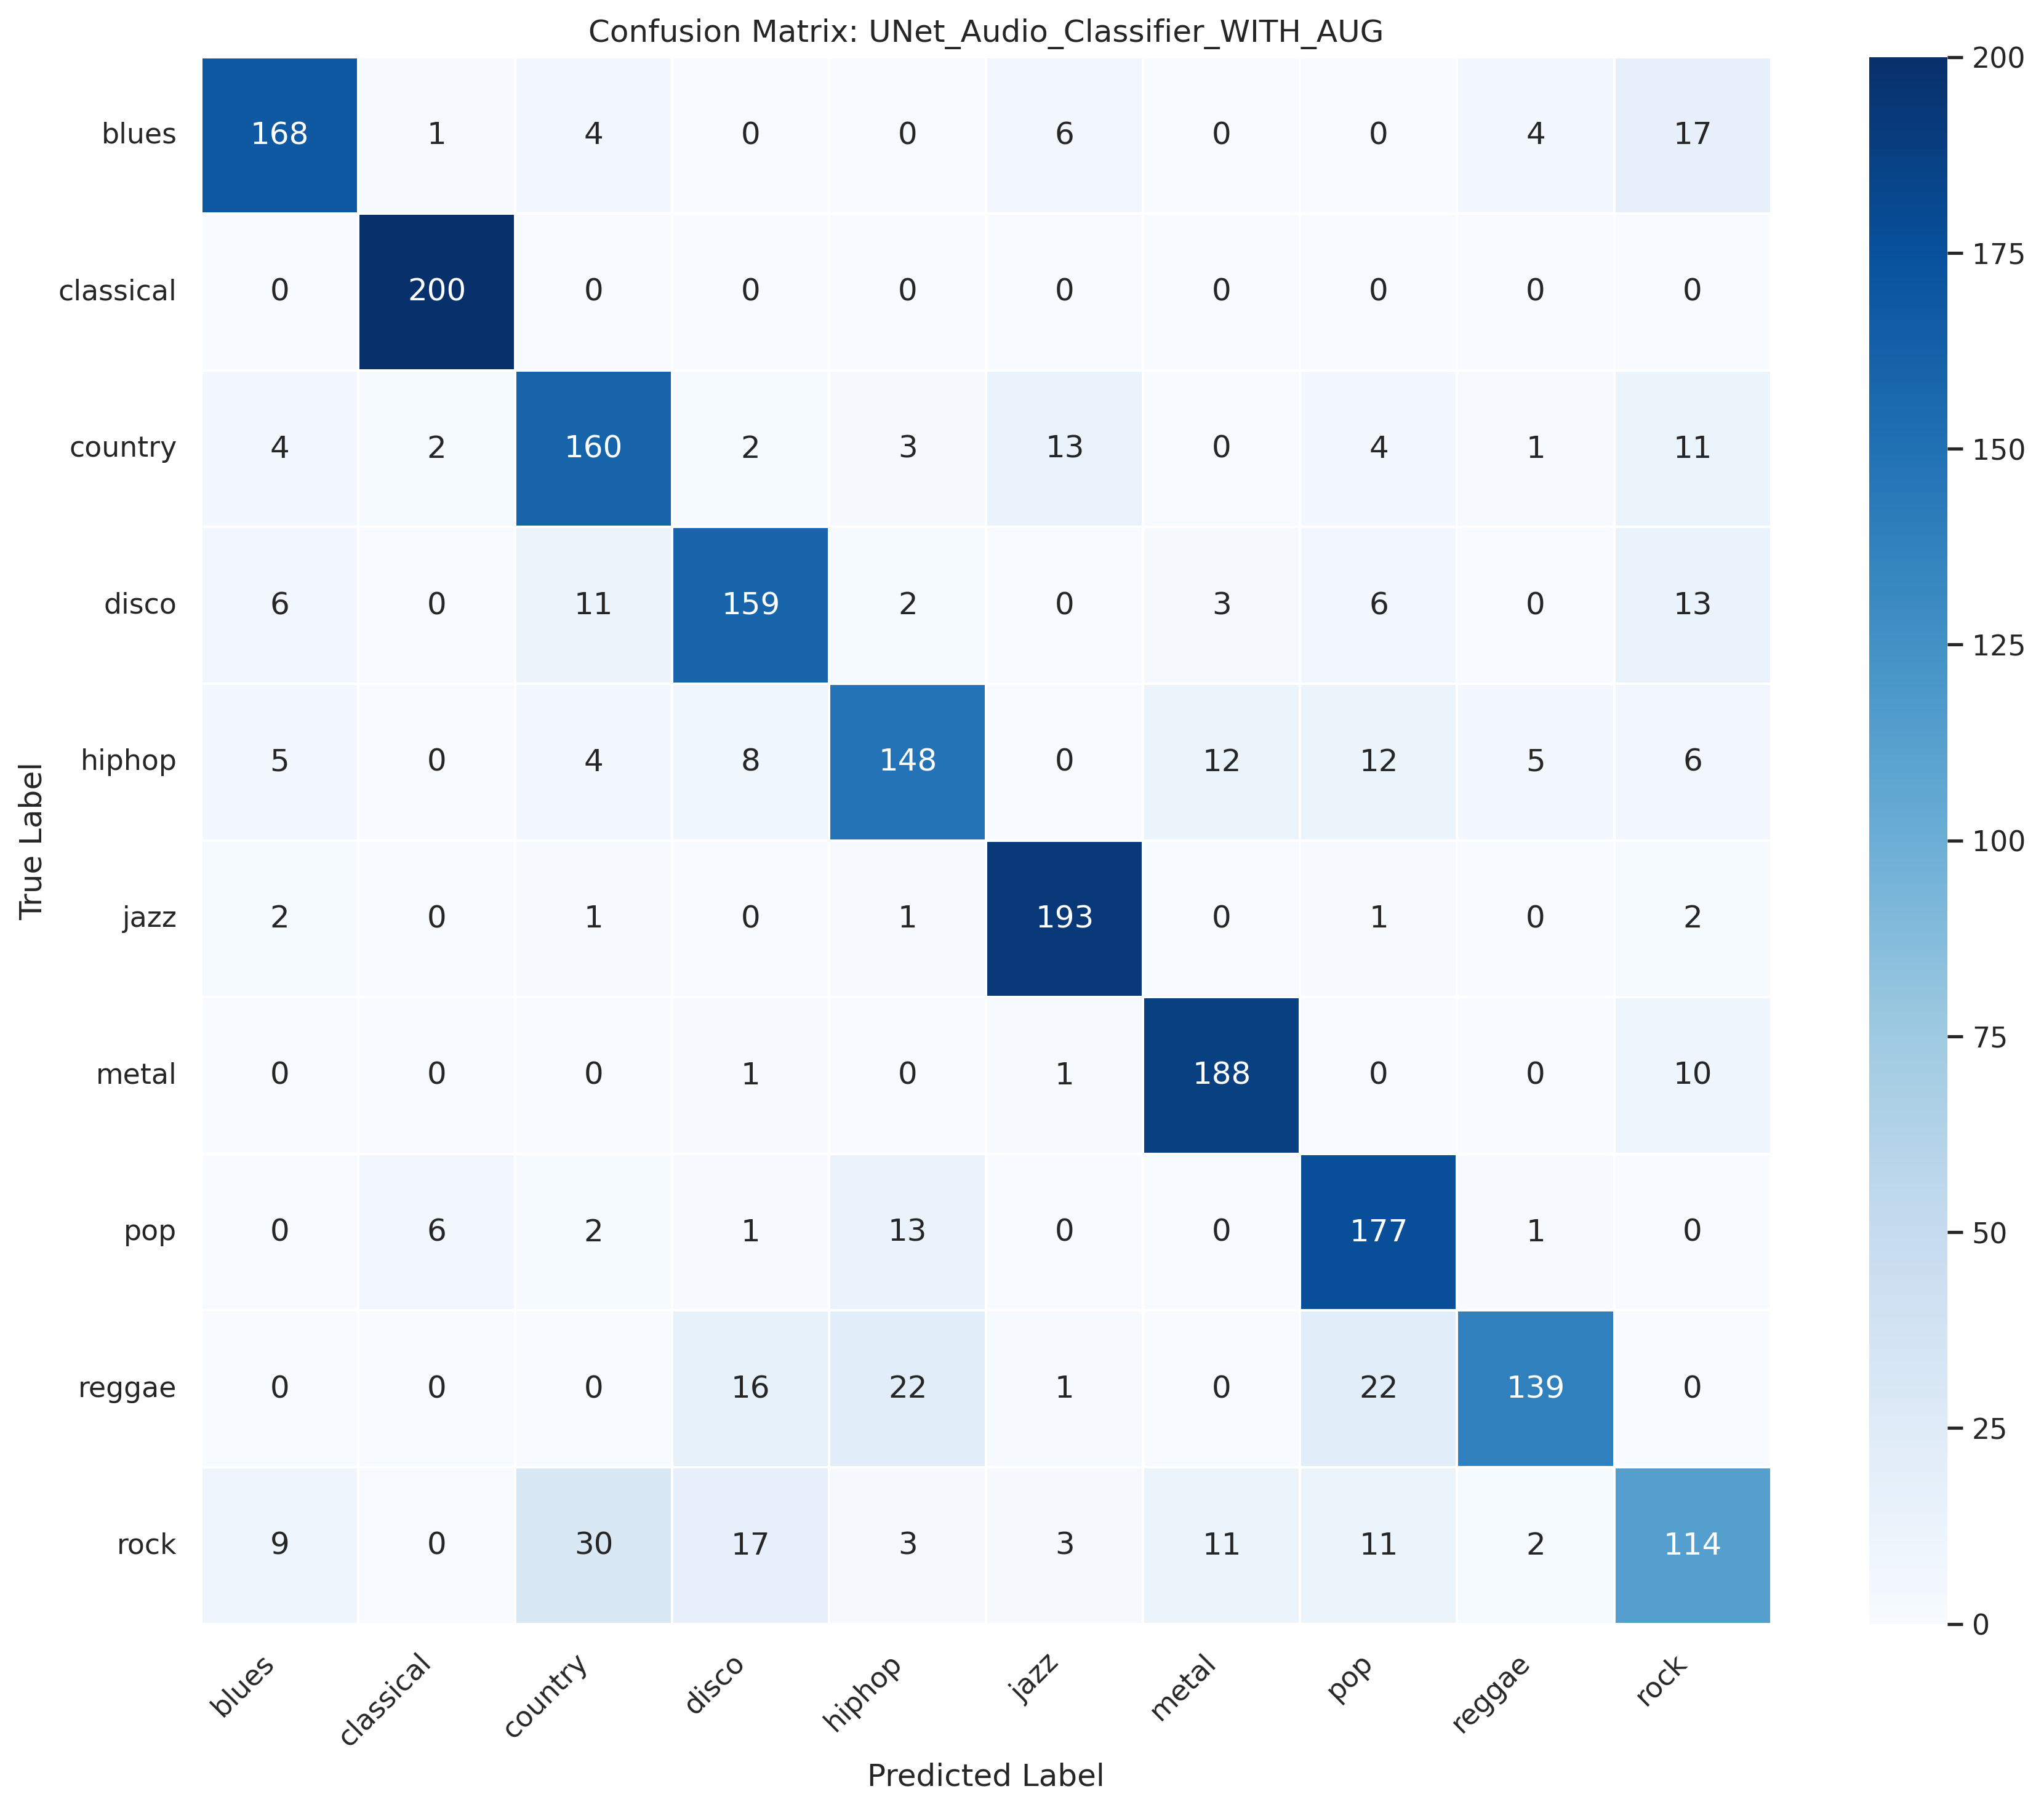 Confusion Matrix: UNet_Audio_Classifier_WITH_AUG
True Label
blues 168 1 4 0 0 6 0 0 4 17
classical 0 200 0 0 0 0 0 0 0 0
country 4 2 160 2 3 13 0 4 1 11
disco 6 0 11 159 2 0 3 6 0 13
hiphop 5 0 4 8 148 0 12 12 5 6
jazz 2 0 1 0 1 193 0 1 0 2
metal 0 0 0 1 0 1 188 0 0 10
pop 0 6 2 1 13 0 0 177 1 0
reggae 0 0 0 16 22 1 0 22 139 0
rock 9 0 30 17 3 3 11 11 2 114
blues classical country disco hiphop jazz metal pop reggae rock
Predicted Label
200
175
150
125
100
75
50
25
0